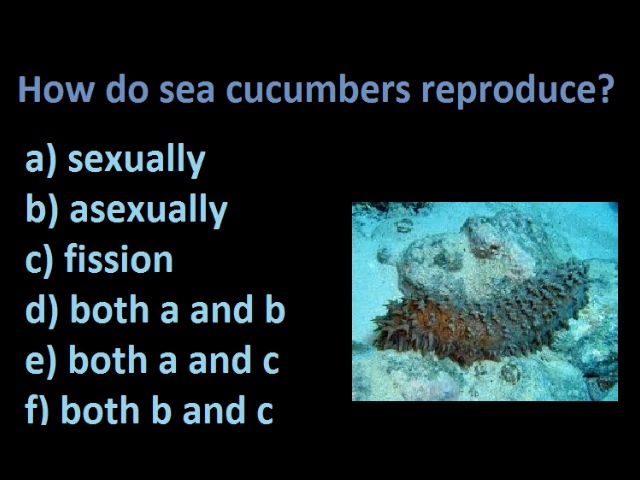 How do sea cucumbers reproduce?
a) sexually
b) asexually
c) fission
d) both a and b
e) both a and c
f) both b and c